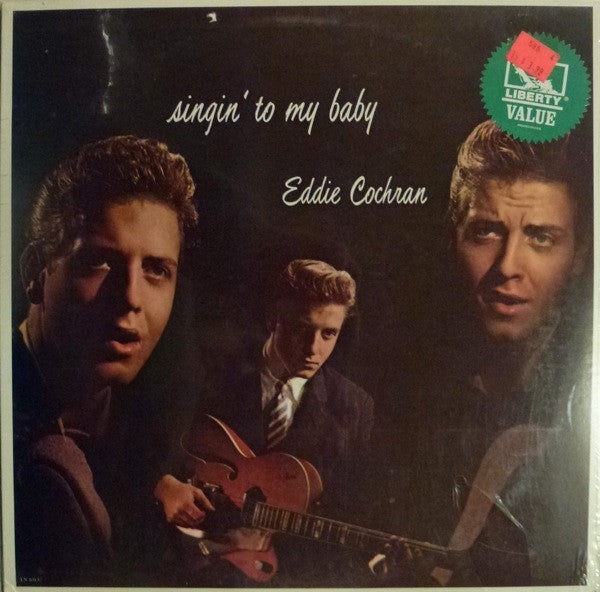 singin' to my baby
Eddie Cochran
LIBERTY®
VALUE